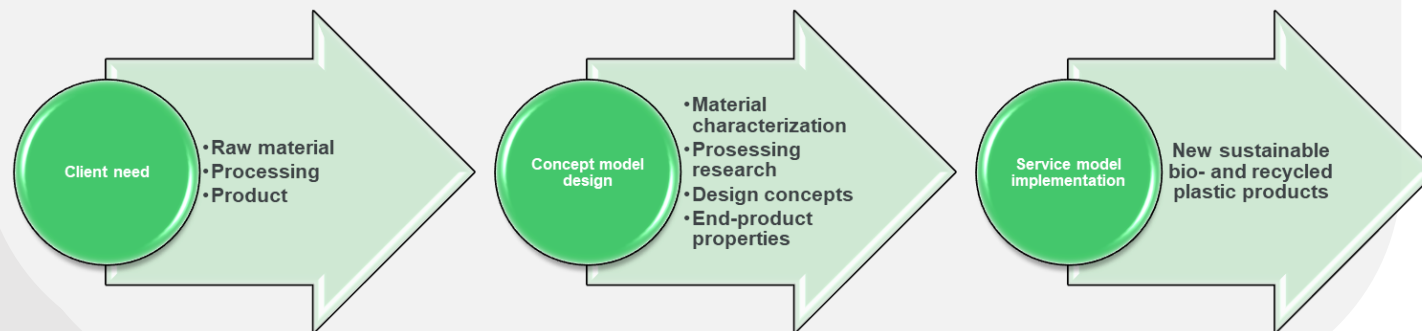 Client need
•Raw material
•Processing
•Product
Concept model
design
•Material
characterization
•Prosessing
research
•Design concepts
•End-product
properties
Service model
implementation
New sustainable
bio- and recycled
plastic products